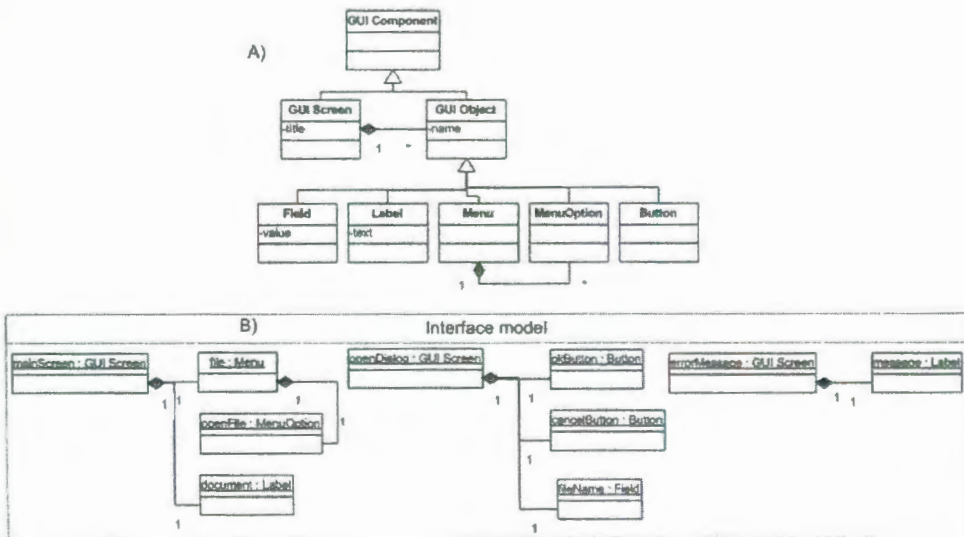 GUI Component
A)
GUI Screen
-title
GUI Object
-name
1
*
Field
-value
Label
-text
Menu
MenuOption
Button
1
*
B)
Interface model
mainScreen : GUI Screen
1
1
file : Menu
1
1
openFile : MenuOption
document : Label
1
openDialog : GUI Screen
1
1
okButton : Button
cancelButton : Button
1
fileName : Field
1
errorMessage : GUI Screen
1
1
message : Label